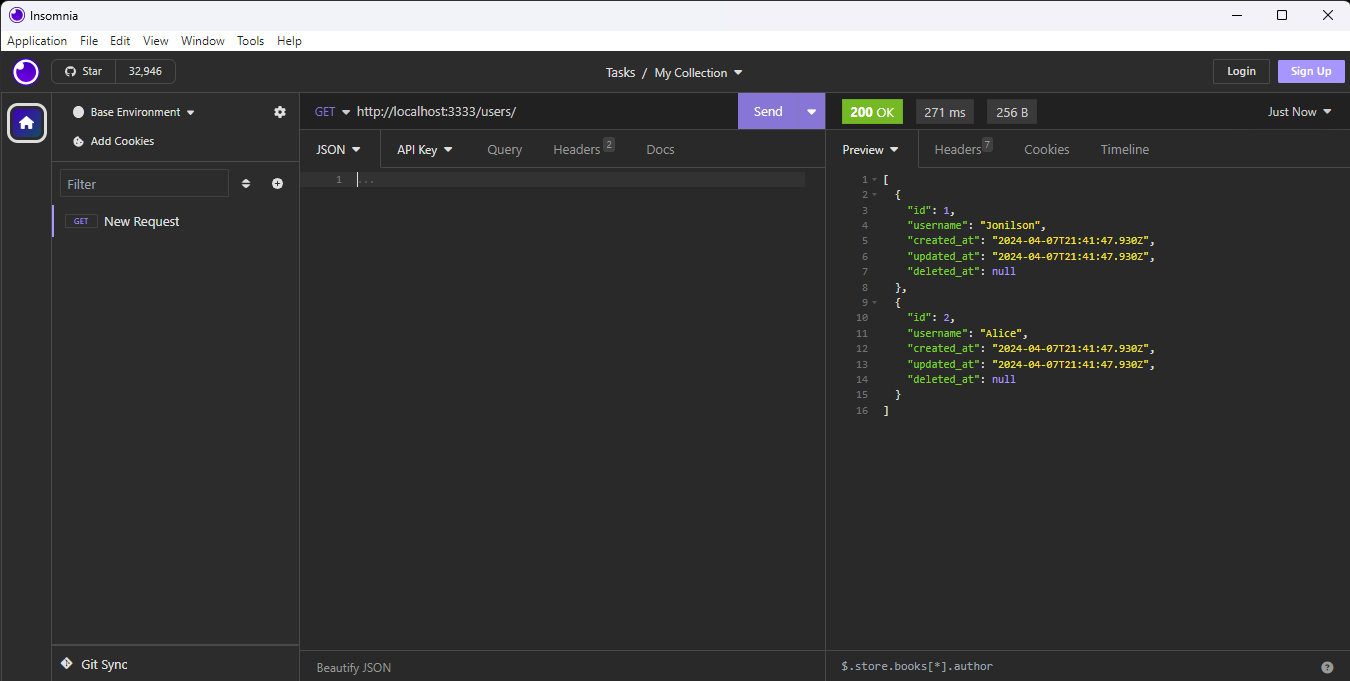 Insomnia
Application File Edit View Window Tools Help
Star 32,946
Tasks / My Collection
Login Sign Up
Base Environment
Add Cookies
Filter
GET New Request
Git Sync
GET http://localhost:3333/users/ Send
JSON API Key Query Headers 2 Docs
1 ...
Beautify JSON
200 OK 271 ms 256 B Just Now
Preview Headers 7 Cookies Timeline
1 [
2 {
3 "id": 1,
4 "username": "Jonilson",
5 "created_at": "2024-04-07T21:41:47.930Z",
6 "updated_at": "2024-04-07T21:41:47.930Z",
7 "deleted_at": null
8 },
9 {
10 "id": 2,
11 "username": "Alice",
12 "created_at": "2024-04-07T21:41:47.930Z",
13 "updated_at": "2024-04-07T21:41:47.930Z",
14 "deleted_at": null
15 }
16 ]
$.store.books[*].author ?